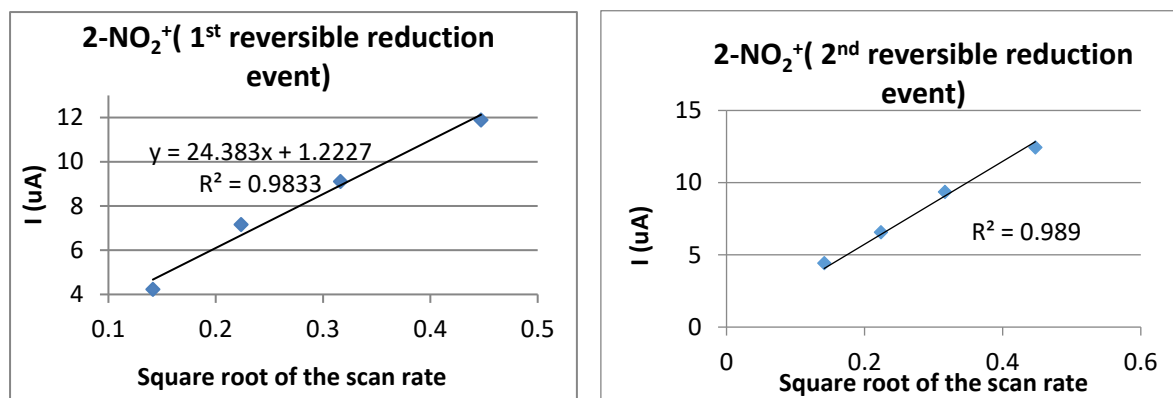 2-NO₂⁺( 1ˢᵗ reversible reduction
event)
12
10
8
6
4
y = 24.383x + 1.2227
R² = 0.9833
I (uA)
0.1 0.2 0.3 0.4 0.5
Square root of the scan rate
2-NO₂⁺( 2ⁿᵈ reversible reduction
event)
15
10
5
0
R² = 0.989
I (uA)
0 0.2 0.4 0.6
Square root of the scan rate